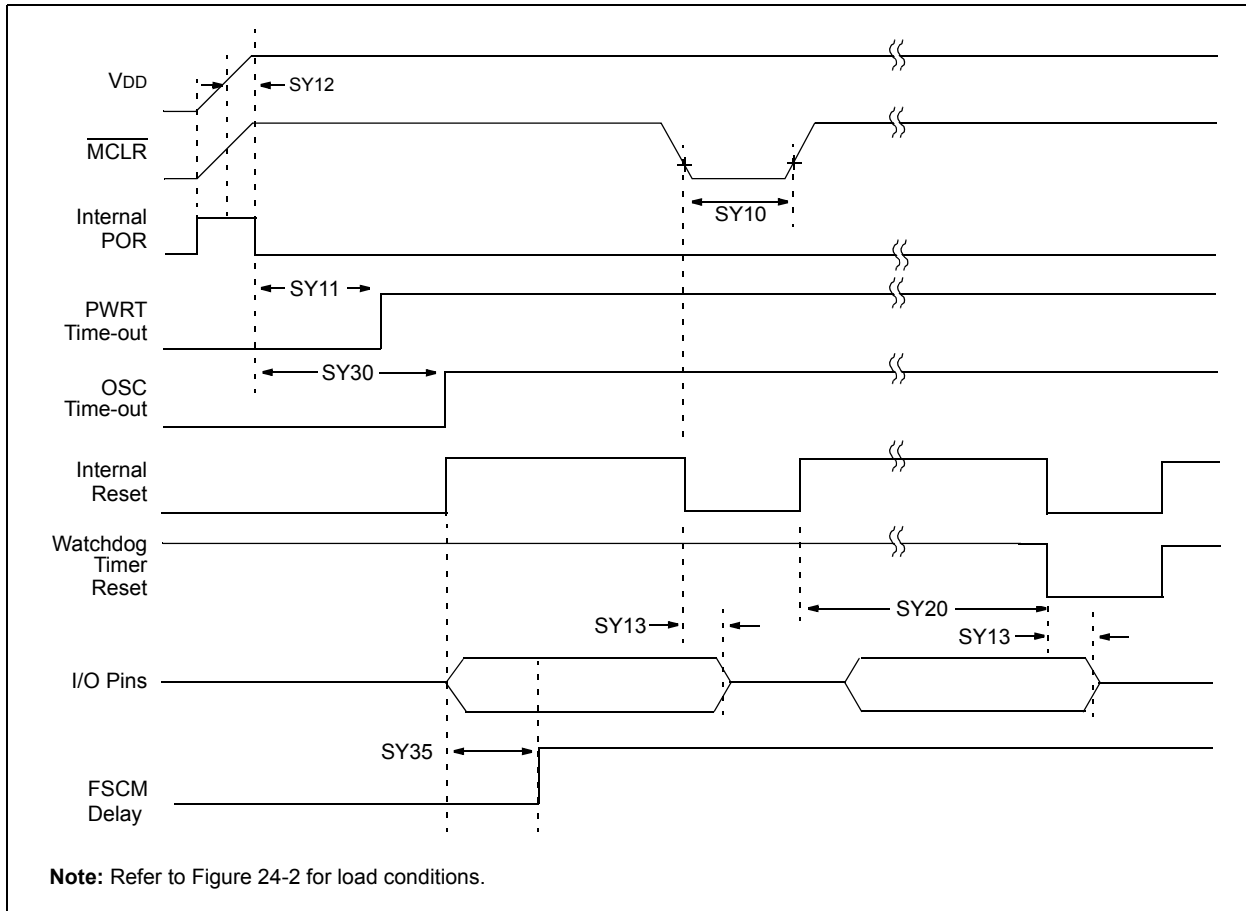 VDD
SY12
MCLR
SY10
Internal
POR
SY11
PWRT
Time-out
SY30
OSC
Time-out
Internal
Reset
Watchdog
Timer
Reset
SY20
SY13
SY13
I/O Pins
SY35
FSCM
Delay
Note: Refer to Figure 24-2 for load conditions.